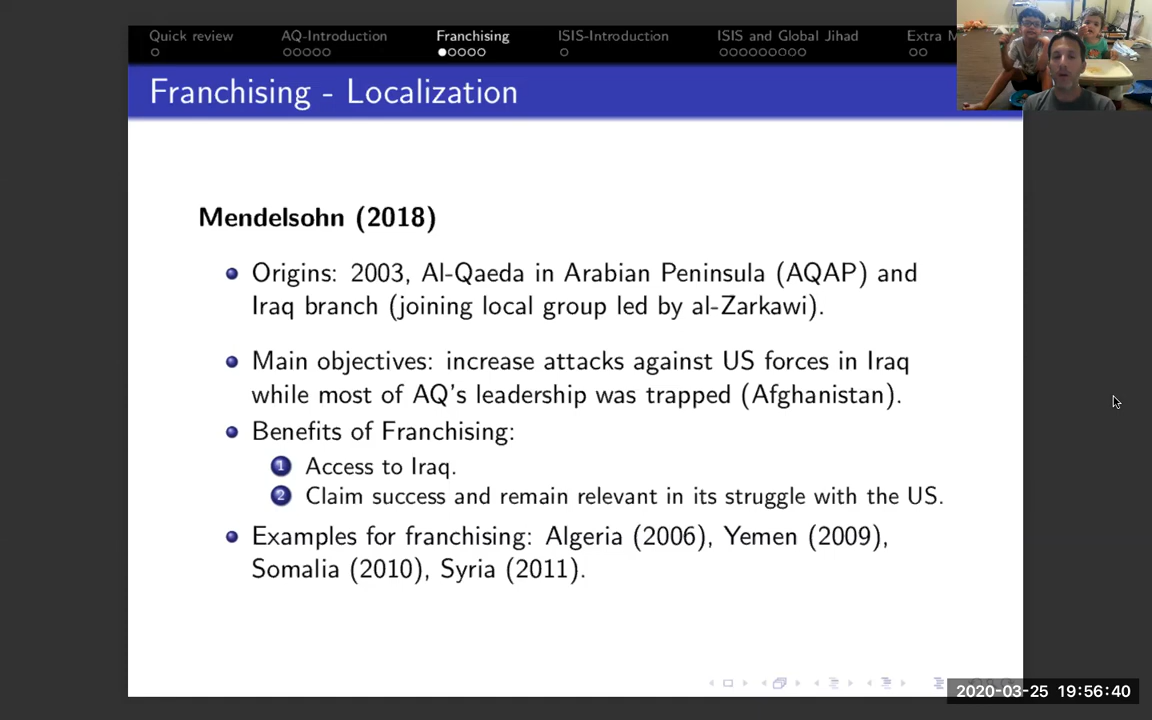 Quick review AQ-Introduction Franchising ISIS-Introduction ISIS and Global Jihad Extra M
Franchising - Localization
Mendelsohn (2018)
Origins: 2003, Al-Qaeda in Arabian Peninsula (AQAP) and
Iraq branch (joining local group led by al-Zarkawi).
Main objectives: increase attacks against US forces in Iraq
while most of AQ's leadership was trapped (Afghanistan).
Benefits of Franchising:
1 Access to Iraq.
2 Claim success and remain relevant in its struggle with the US.
Examples for franchising: Algeria (2006), Yemen (2009),
Somalia (2010), Syria (2011).
2020-03-25 19:56:40